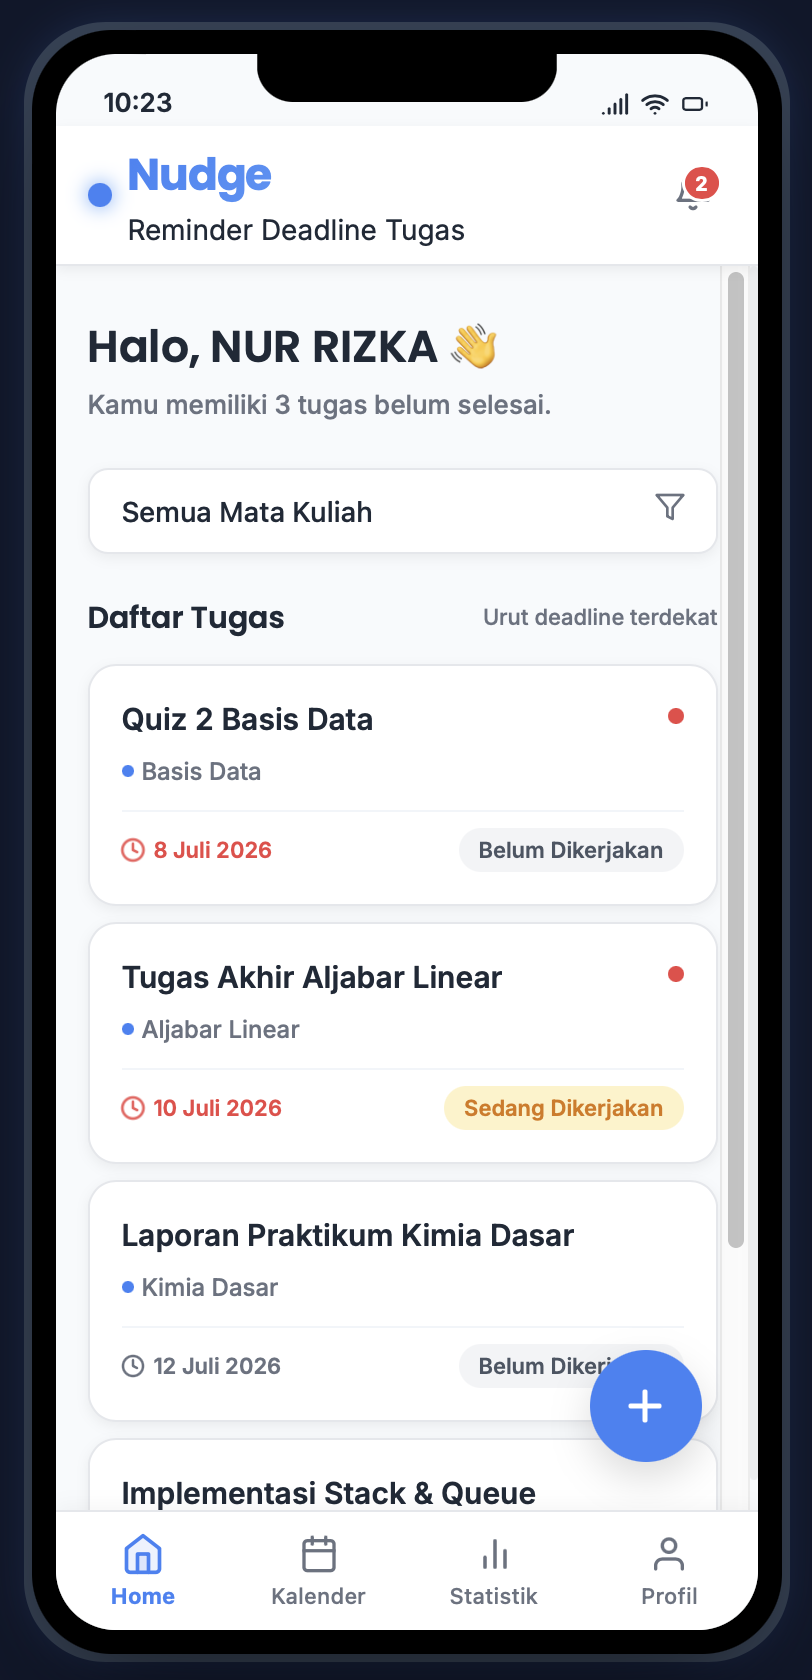 10:23
Nudge
2
Reminder Deadline Tugas
Halo, NUR RIZKA 👋
Kamu memiliki 3 tugas belum selesai.
Semua Mata Kuliah
Daftar Tugas
Urut deadline terdekat
Quiz 2 Basis Data
Basis Data
8 Juli 2026
Belum Dikerjakan
Tugas Akhir Aljabar Linear
Aljabar Linear
10 Juli 2026
Sedang Dikerjakan
Laporan Praktikum Kimia Dasar
Kimia Dasar
12 Juli 2026
Belum
Implementasi Stack & Queue
Home
Kalender
Statistik
Profil